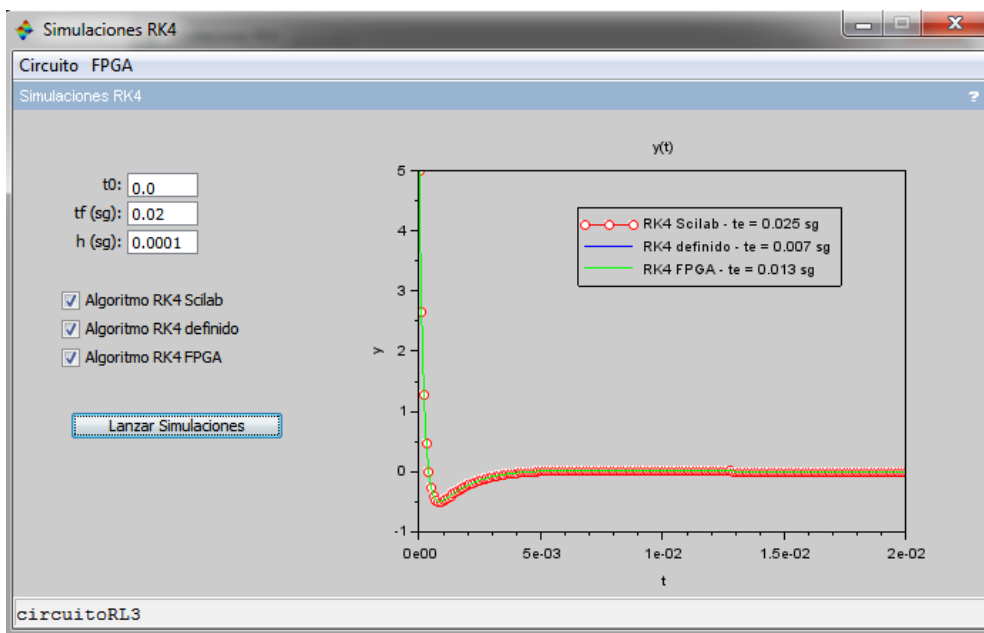 Simulaciones RK4
Circuito FPGA
Simulaciones RK4 ?
t0: 0.0
tf (sg): 0.02
h (sg): 0.0001
Algoritmo RK4 Scilab
Algoritmo RK4 definido
Algoritmo RK4 FPGA
Lanzar Simulaciones
y(t)
RK4 Scilab - te = 0.025 sg
RK4 definido - te = 0.007 sg
RK4 FPGA - te = 0.013 sg
5
4
3
2
1
0
-1
y
0e00 5e-03 1e-02 1.5e-02 2e-02
t
circuitoRL3